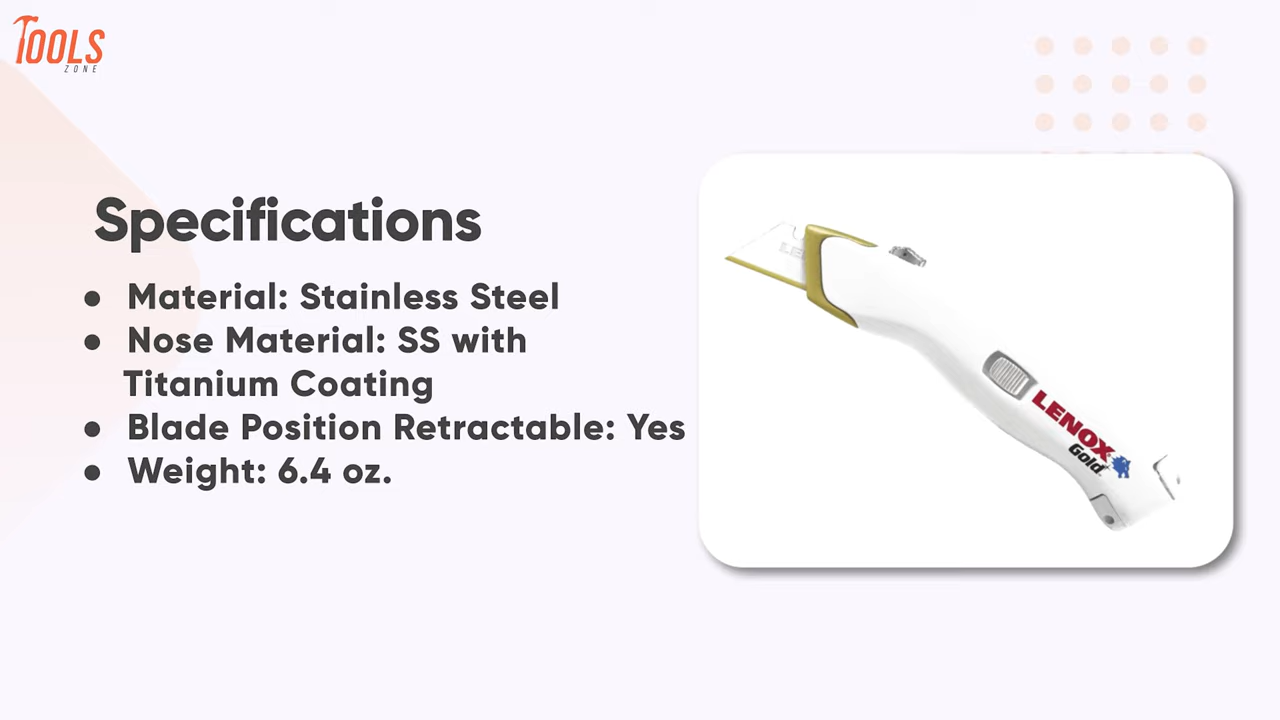 TOOLS
ZONE
Specifications
● Material: Stainless Steel
● Nose Material: SS with
Titanium Coating
● Blade Position Retractable: Yes
● Weight: 6.4 oz.
LENOX
Gold